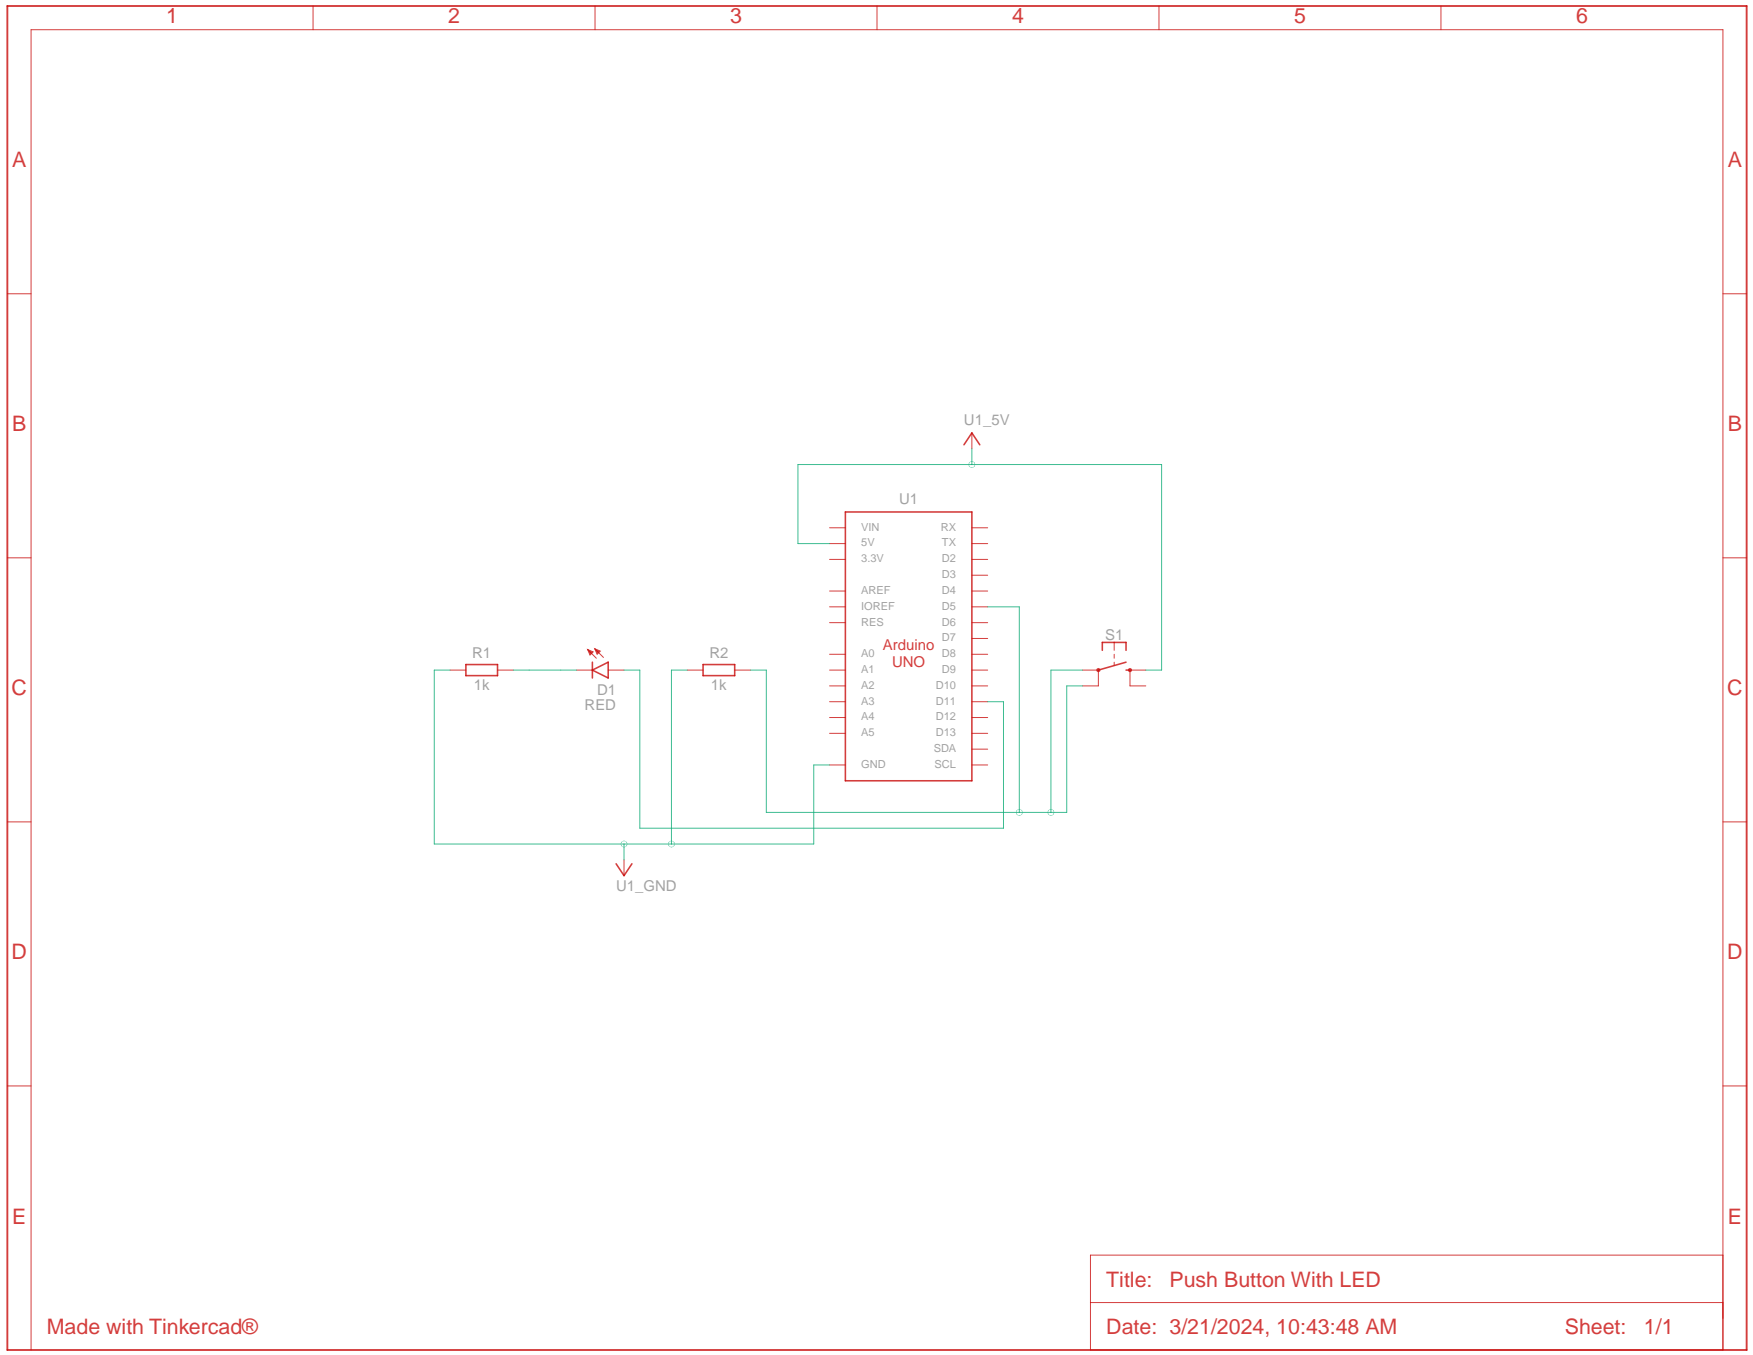 1 2 3 4 5 6
A A
B B
C C
D D
E E
U1_5V
U1
VIN RX
5V TX
3.3V D2
D3
AREF D4
IOREF D5
RES D6
D7
Arduino
UNO
A0 D8
A1 D9
A2 D10
A3 D11
A4 D12
A5 D13
SDA
GND SCL
S1
R1
1k
D1
RED
R2
1k
U1_GND
Title: Push Button With LED
Made with Tinkercad®
Date: 3/21/2024, 10:43:48 AM Sheet: 1/1